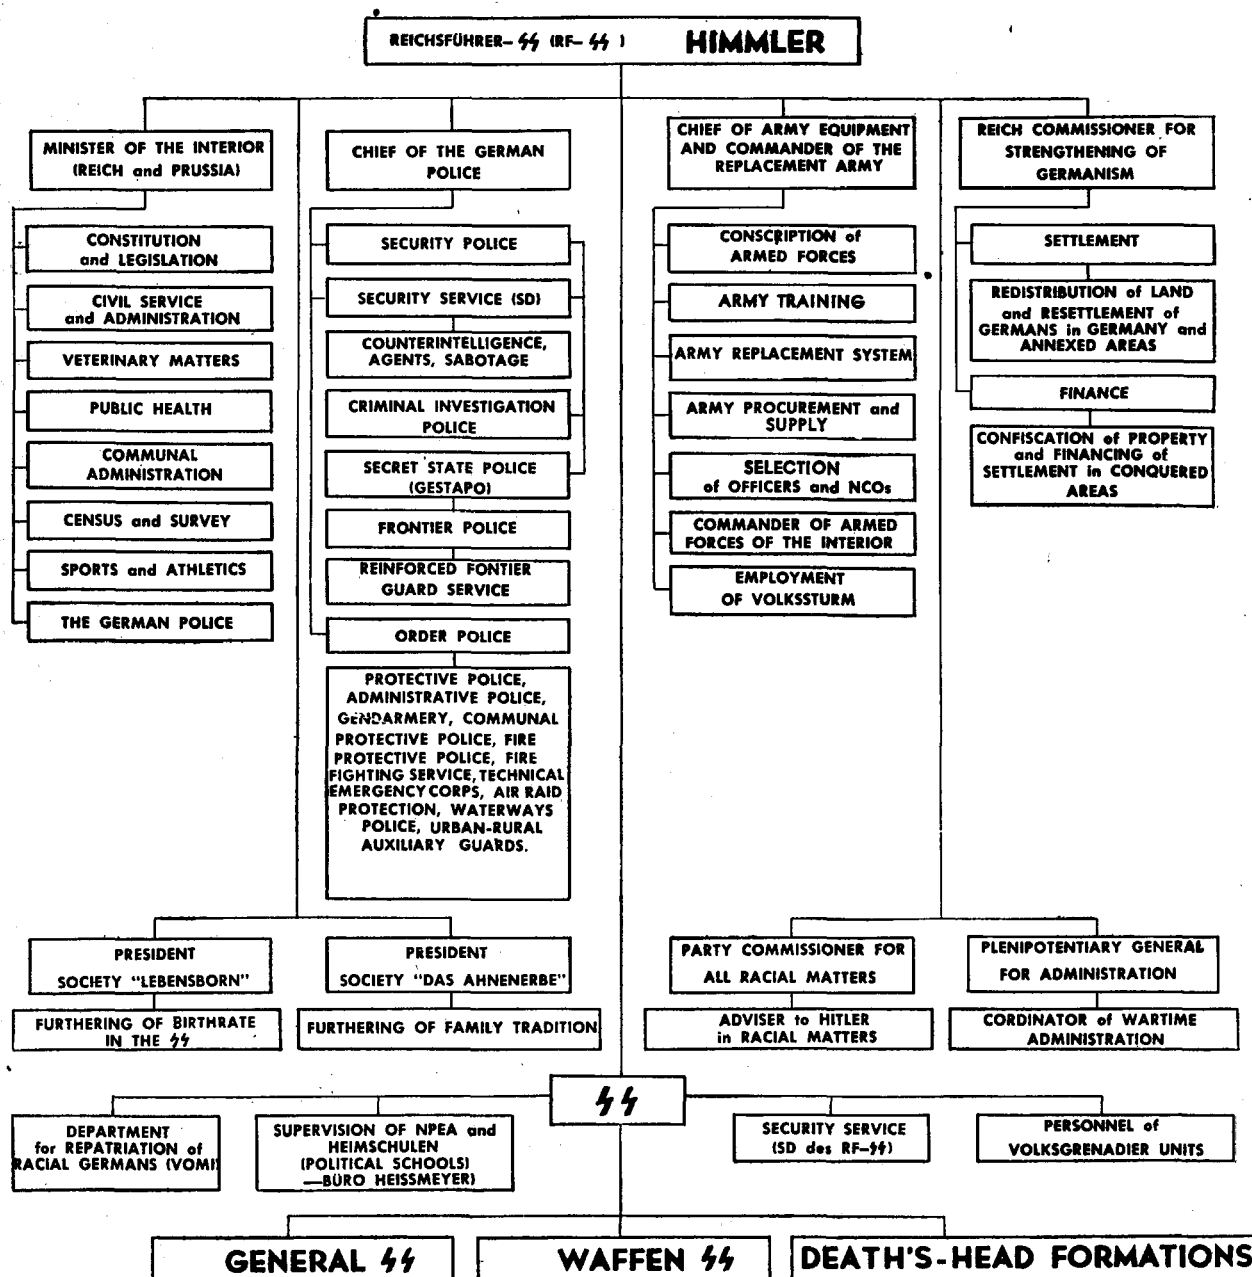 REICHSFÜHRER–ᛋᛋ (RF–ᛋᛋ) HIMMLER
MINISTER OF THE INTERIOR
(REICH and PRUSSIA)
CONSTITUTION
and LEGISLATION
CIVIL SERVICE
and ADMINISTRATION
VETERINARY MATTERS
PUBLIC HEALTH
COMMUNAL
ADMINISTRATION
CENSUS and SURVEY
SPORTS and ATHLETICS
THE GERMAN POLICE
CHIEF OF THE GERMAN
POLICE
SECURITY POLICE
SECURITY SERVICE (SD)
COUNTERINTELLIGENCE,
AGENTS, SABOTAGE
CRIMINAL INVESTIGATION
POLICE
SECRET STATE POLICE
(GESTAPO)
FRONTIER POLICE
REINFORCED FONTIER
GUARD SERVICE
ORDER POLICE
PROTECTIVE POLICE,
ADMINISTRATIVE POLICE,
GENDARMERY, COMMUNAL
PROTECTIVE POLICE, FIRE
PROTECTIVE POLICE, FIRE
FIGHTING SERVICE, TECHNICAL
EMERGENCY CORPS, AIR RAID
PROTECTION, WATERWAYS
POLICE, URBAN-RURAL
AUXILIARY GUARDS.
CHIEF OF ARMY EQUIPMENT
AND COMMANDER OF THE
REPLACEMENT ARMY
CONSCRIPTION of
ARMED FORCES
ARMY TRAINING
ARMY REPLACEMENT SYSTEM
ARMY PROCUREMENT and
SUPPLY
SELECTION
of OFFICERS and NCOs
COMMANDER OF ARMED
FORCES OF THE INTERIOR
EMPLOYMENT
OF VOLKSSTURM
REICH COMMISSIONER FOR
STRENGTHENING OF
GERMANISM
SETTLEMENT
REDISTRIBUTION of LAND
and RESETTLEMENT of
GERMANS in GERMANY and
ANNEXED AREAS
FINANCE
CONFISCATION of PROPERTY
and FINANCING of
SETTLEMENT in CONQUERED
AREAS
PRESIDENT
SOCIETY "LEBENSBORN"
FURTHERING OF BIRTHRATE
IN THE ᛋᛋ
PRESIDENT
SOCIETY "DAS AHNENERBE"
FURTHERING OF FAMILY TRADITION
PARTY COMMISSIONER FOR
ALL RACIAL MATTERS
ADVISER to HITLER
in RACIAL MATTERS
PLENIPOTENTIARY GENERAL
FOR ADMINISTRATION
CORDINATOR of WARTIME
ADMINISTRATION
ᛋᛋ
DEPARTMENT
for REPATRIATION of
RACIAL GERMANS (VOMI)
SUPERVISION OF NPEA and
HEIMSCHULEN
(POLITICAL SCHOOLS)
—BÜRO HEISSMEYER)
SECURITY SERVICE
(SD des RF–ᛋᛋ)
PERSONNEL of
VOLKSGRENADIER UNITS
GENERAL ᛋᛋ
WAFFEN ᛋᛋ
DEATH'S-HEAD FORMATIONS